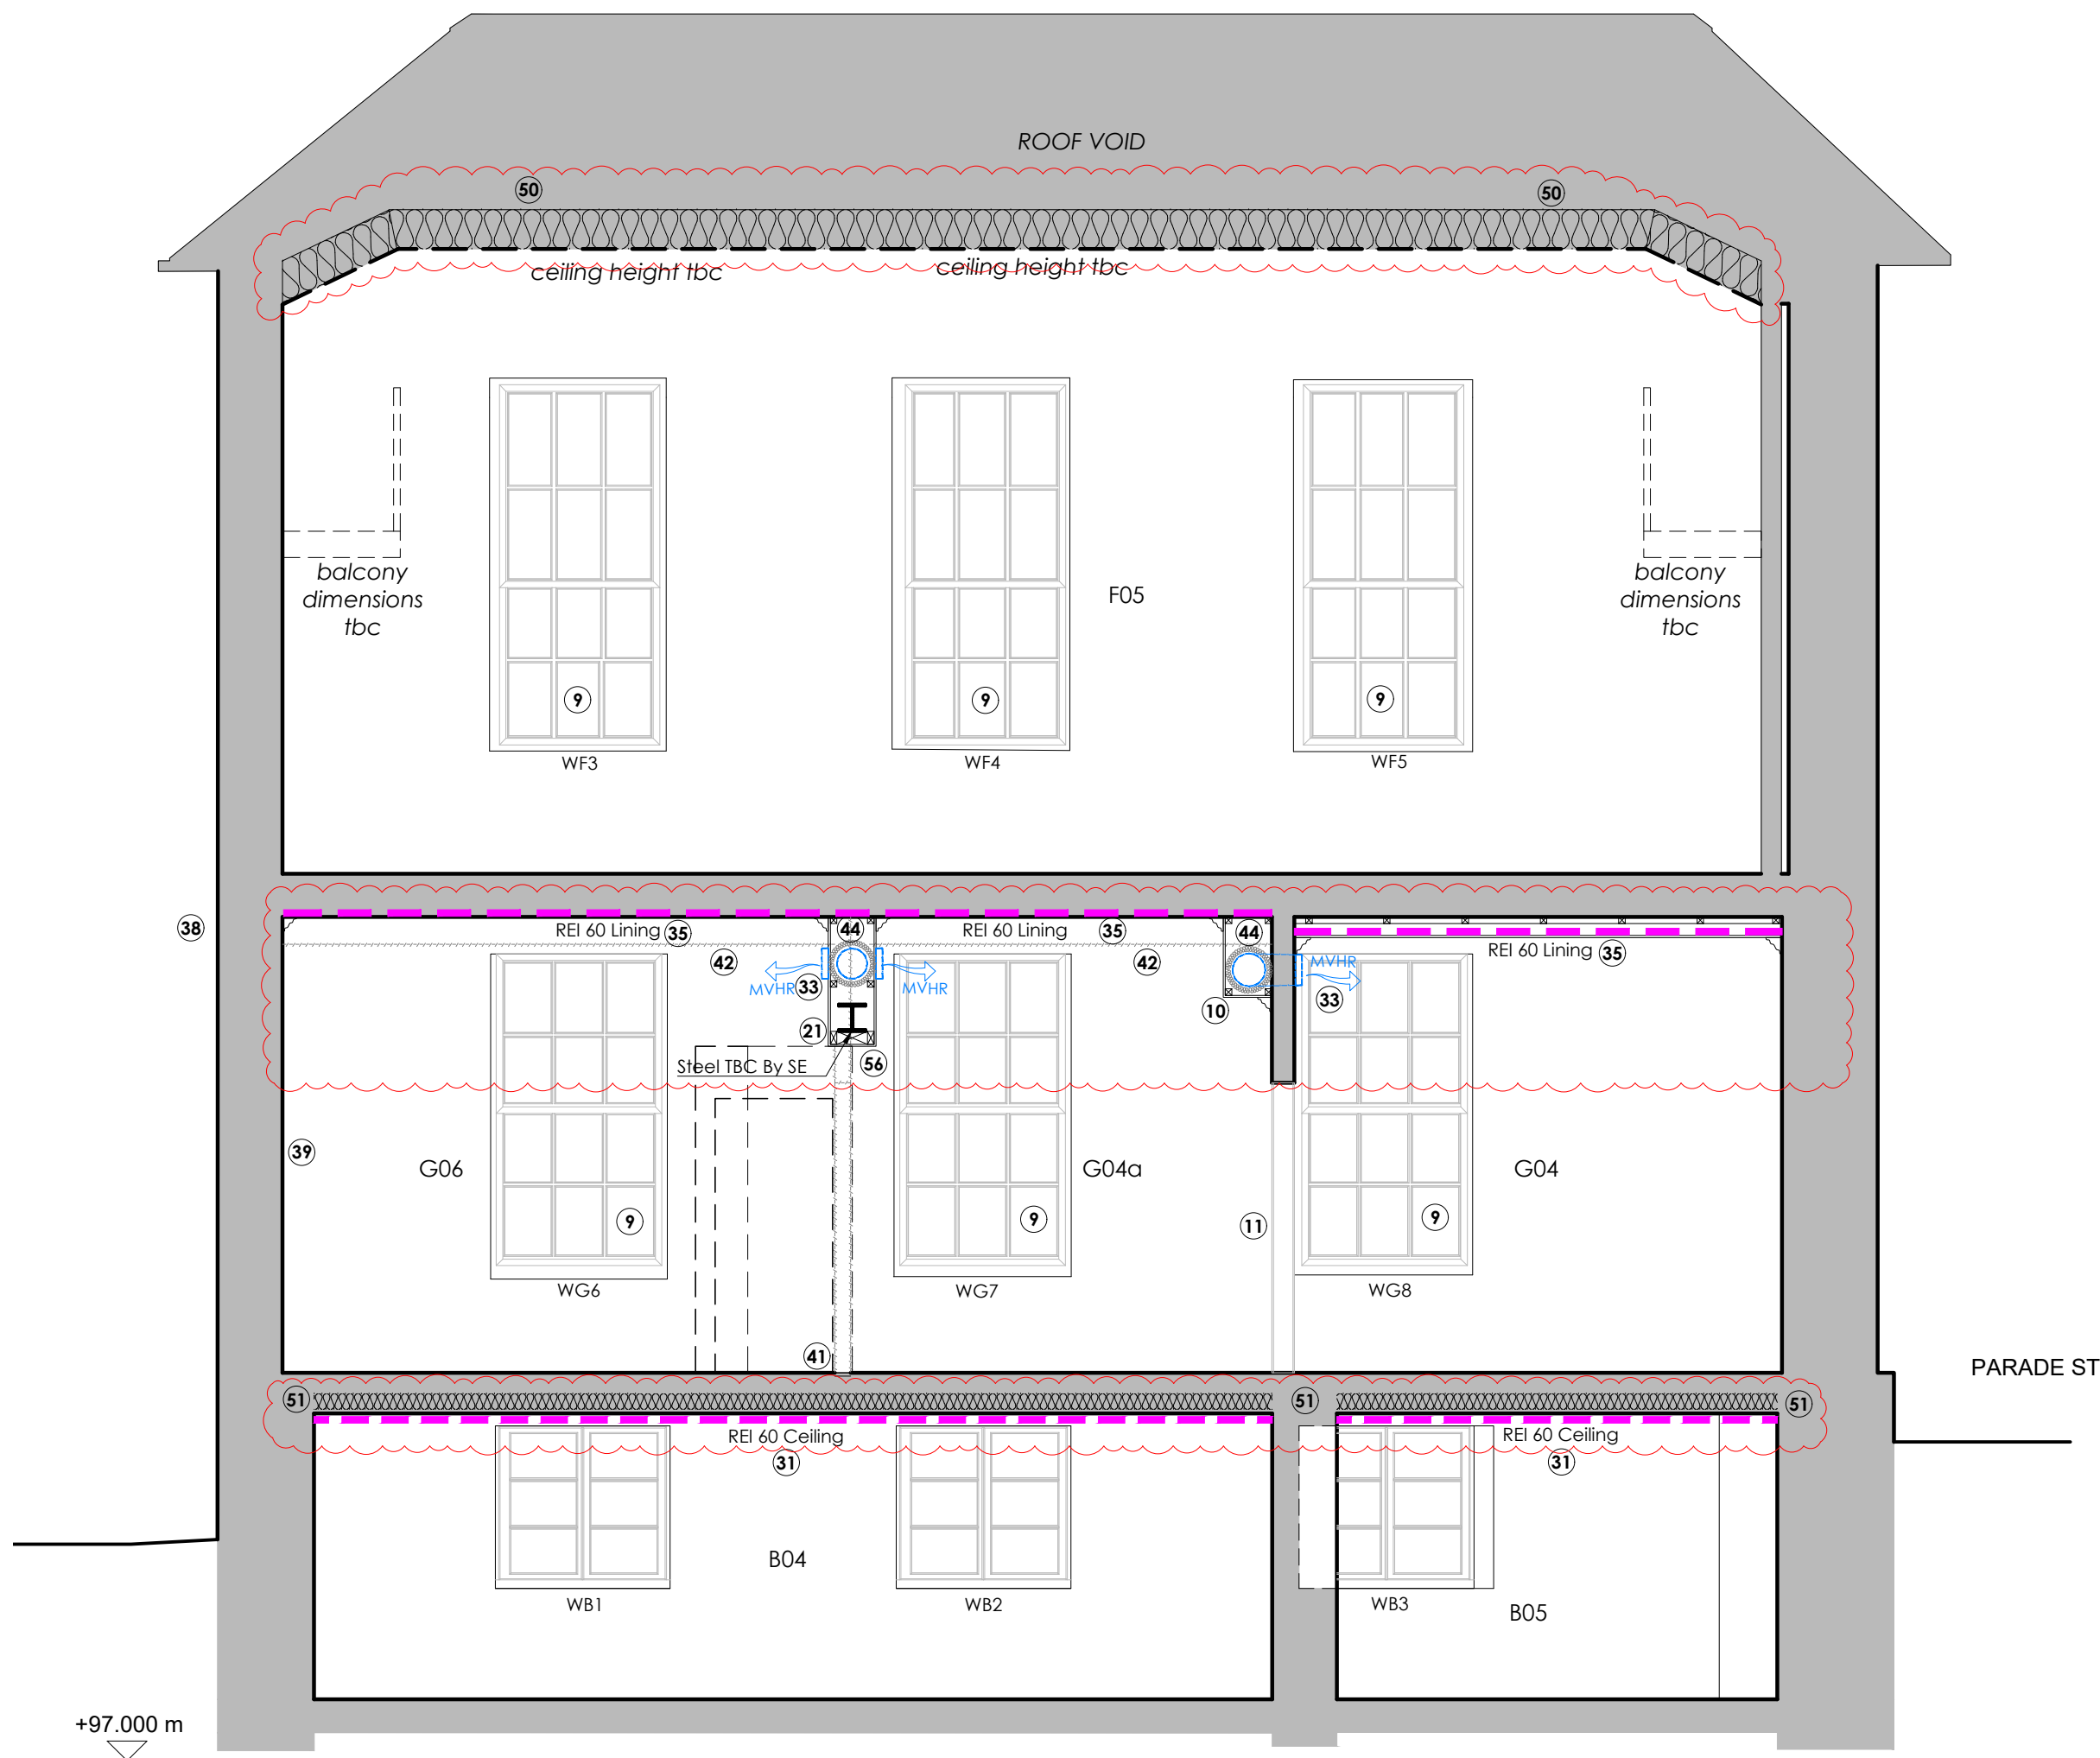 ROOF VOID
50
50
ceiling height tbc
ceiling height tbc
balcony
dimensions
tbc
balcony
dimensions
tbc
F05
9
9
9
WF3
WF4
WF5
38
REI 60 Lining 35
44
REI 60 Lining
35
44
REI 60 Lining 35
42
42
MVHR 33
MVHR
MVHR
33
10
21
56
Steel TBC By SE
39
G06
G04a
G04
9
9
9
11
WG6
WG7
WG8
41
PARADE ST
51
51
51
REI 60 Ceiling
31
REI 60 Ceiling
31
B04
WB1
WB2
WB3
B05
+97.000 m